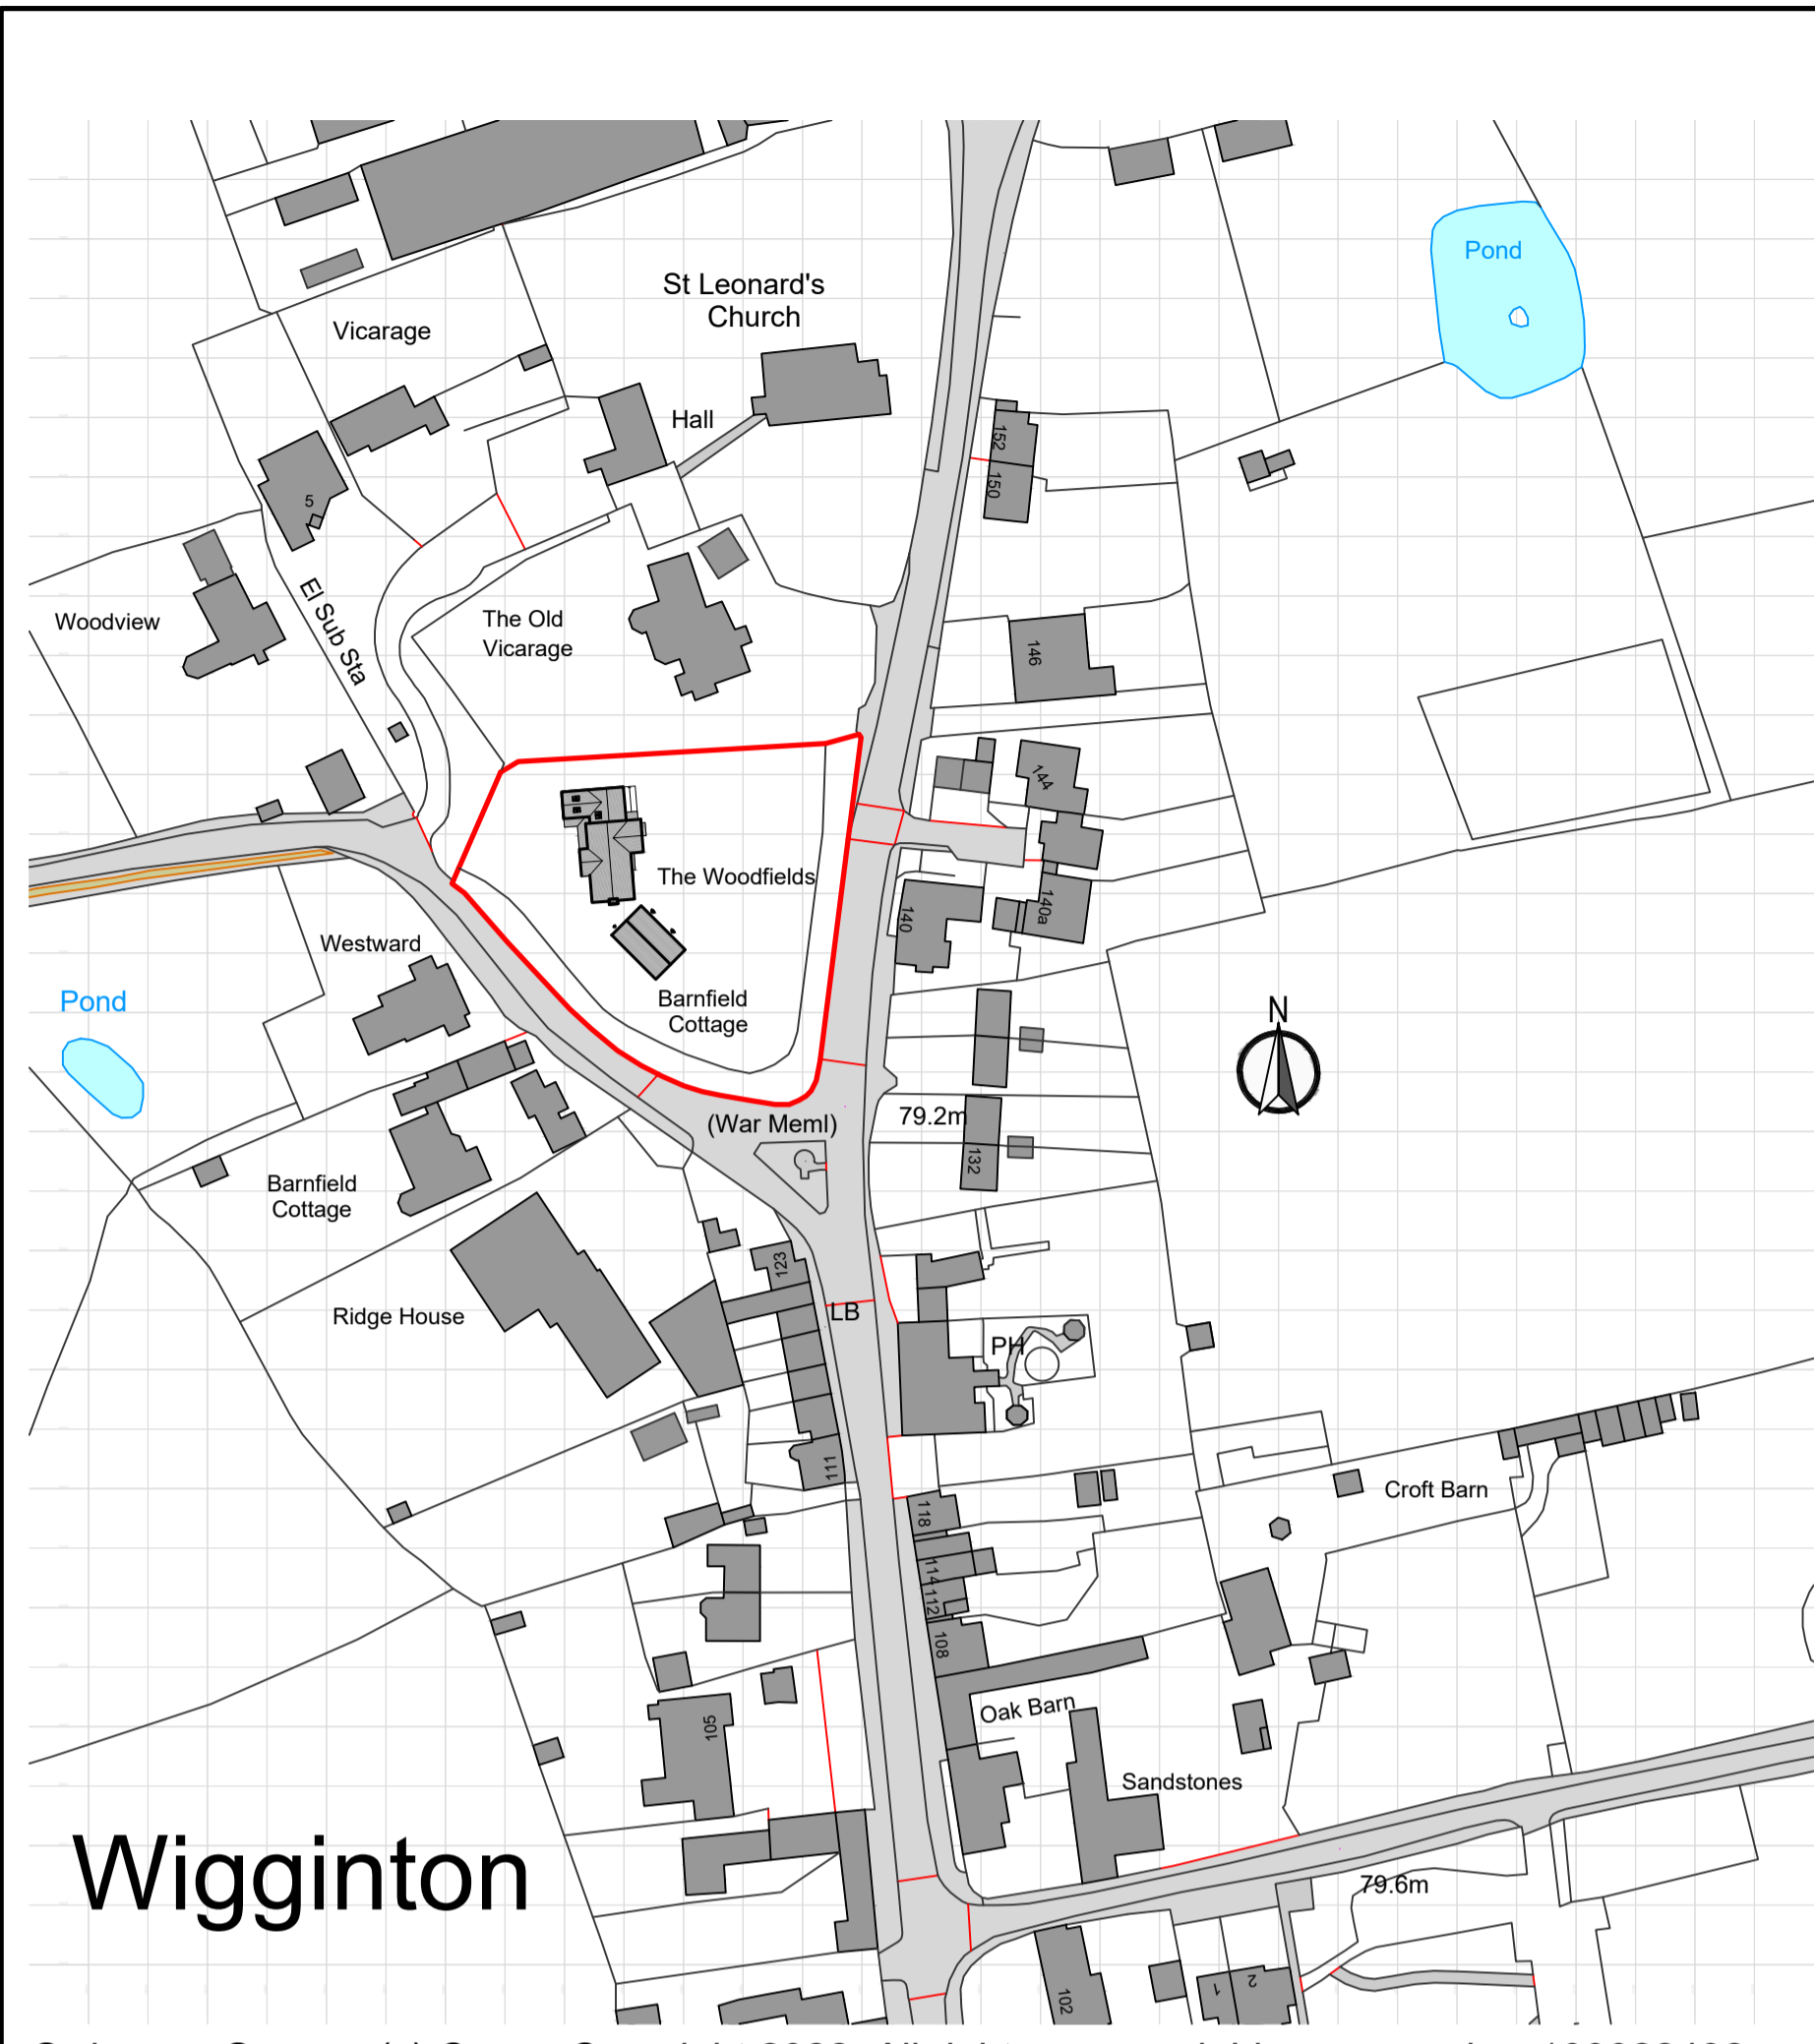 St Leonard's
Church
Pond
Vicarage
Hall
152
150
5
El Sub Sta
Woodview
The Old
Vicarage
146
144
The Woodfields
140
140a
Westward
Pond
Barnfield
Cottage
N
(War Meml)
79.2m
132
Barnfield
Cottage
123
Ridge House
LB
PH
111
118
114
112
108
Croft Barn
105
Oak Barn
Sandstones
Wigginton
79.6m
102
1
2